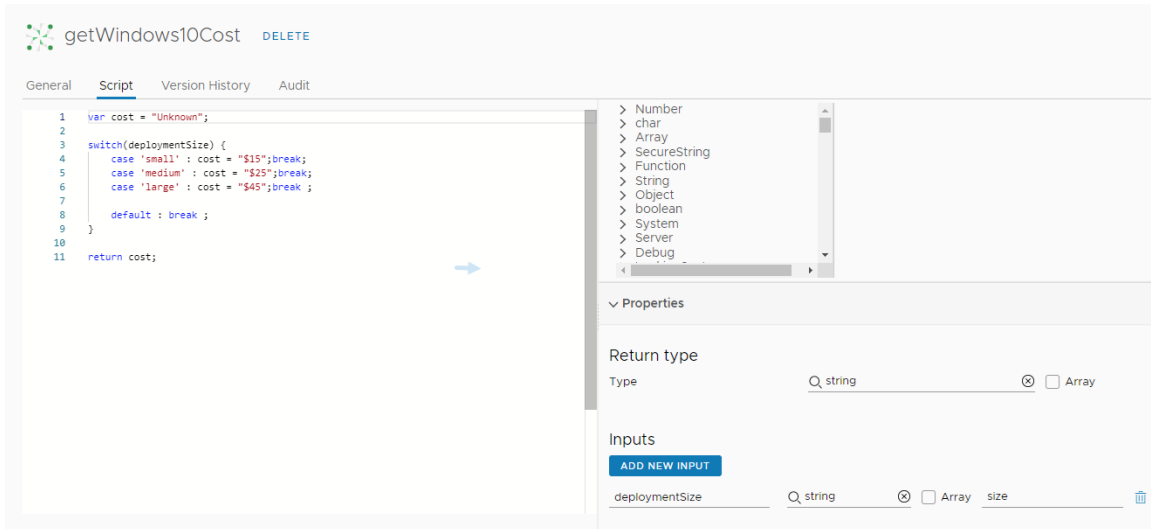 getWindows10Cost DELETE
General Script Version History Audit
1 var cost = "Unknown";
2
3 switch(deploymentSize) {
4 case 'small' : cost = "$15";break;
5 case 'medium' : cost = "$25";break;
6 case 'large' : cost = "$45";break ;
7
8 default : break ;
9 }
10
11 return cost;
Number
char
Array
SecureString
Function
String
Object
boolean
System
Server
Debug
Properties
Return type
Type string Array
Inputs
ADD NEW INPUT
deploymentSize string Array size